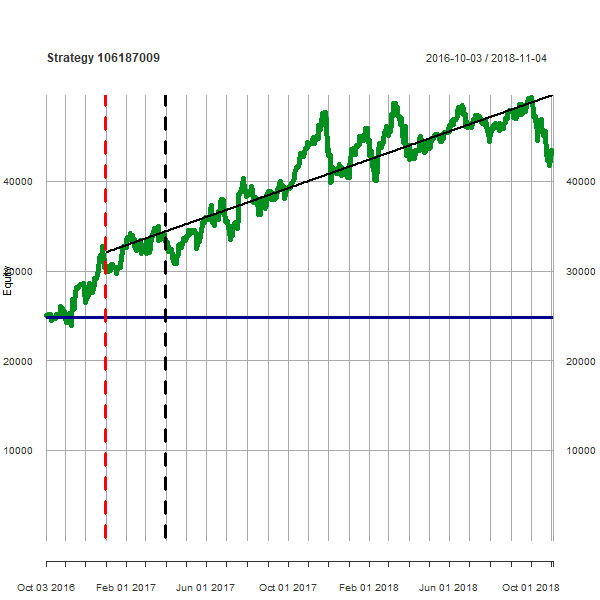 Strategy 106187009
2016-10-03 / 2018-11-04
Equity
40000
40000
30000
30000
20000
20000
10000
10000
Oct 03 2016
Feb 01 2017
Jun 01 2017
Oct 01 2017
Feb 01 2018
Jun 01 2018
Oct 01 2018